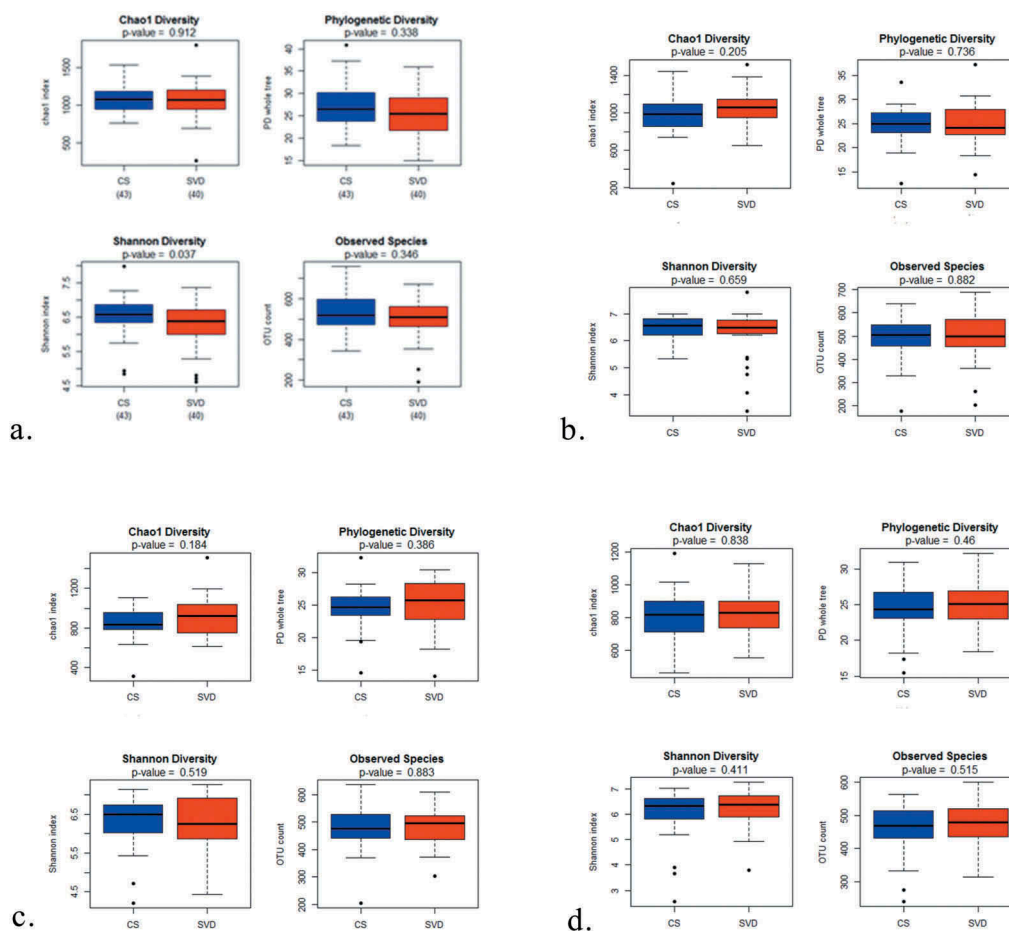 Chao1 Diversity
p-value = 0.912
chao1 index
1500
1000
500
CS
SVD
(43)
(40)
Phylogenetic Diversity
p-value = 0.338
PD whole tree
40
35
30
25
20
15
CS
SVD
(43)
(40)
Shannon Diversity
p-value = 0.037
Shannon index
7.5
6.5
5.5
4.5
CS
SVD
(43)
(40)
Observed Species
p-value = 0.346
OTU count
600
500
400
200
CS
SVD
(43)
(40)
a.
Chao1 Diversity
p-value = 0.205
chao1 index
1400
1000
600
200
CS
SVD
Phylogenetic Diversity
p-value = 0.736
PD whole tree
35
30
25
20
15
CS
SVD
Shannon Diversity
p-value = 0.659
Shannon index
7
6
5
4
CS
SVD
Observed Species
p-value = 0.882
OTU count
700
600
500
400
300
200
CS
SVD
b.
Chao1 Diversity
p-value = 0.184
chao1 index
1200
800
400
CS
SVD
Phylogenetic Diversity
p-value = 0.386
PD whole tree
30
25
20
15
CS
SVD
Shannon Diversity
p-value = 0.519
Shannon index
6.5
5.5
4.5
CS
SVD
Observed Species
p-value = 0.883
OTU count
600
500
400
300
200
CS
SVD
c.
Chao1 Diversity
p-value = 0.838
chao1 index
1200
1000
800
600
CS
SVD
Phylogenetic Diversity
p-value = 0.46
PD whole tree
30
25
20
15
CS
SVD
Shannon Diversity
p-value = 0.411
Shannon index
7
6
5
4
3
CS
SVD
Observed Species
p-value = 0.515
OTU count
600
500
400
300
CS
SVD
d.